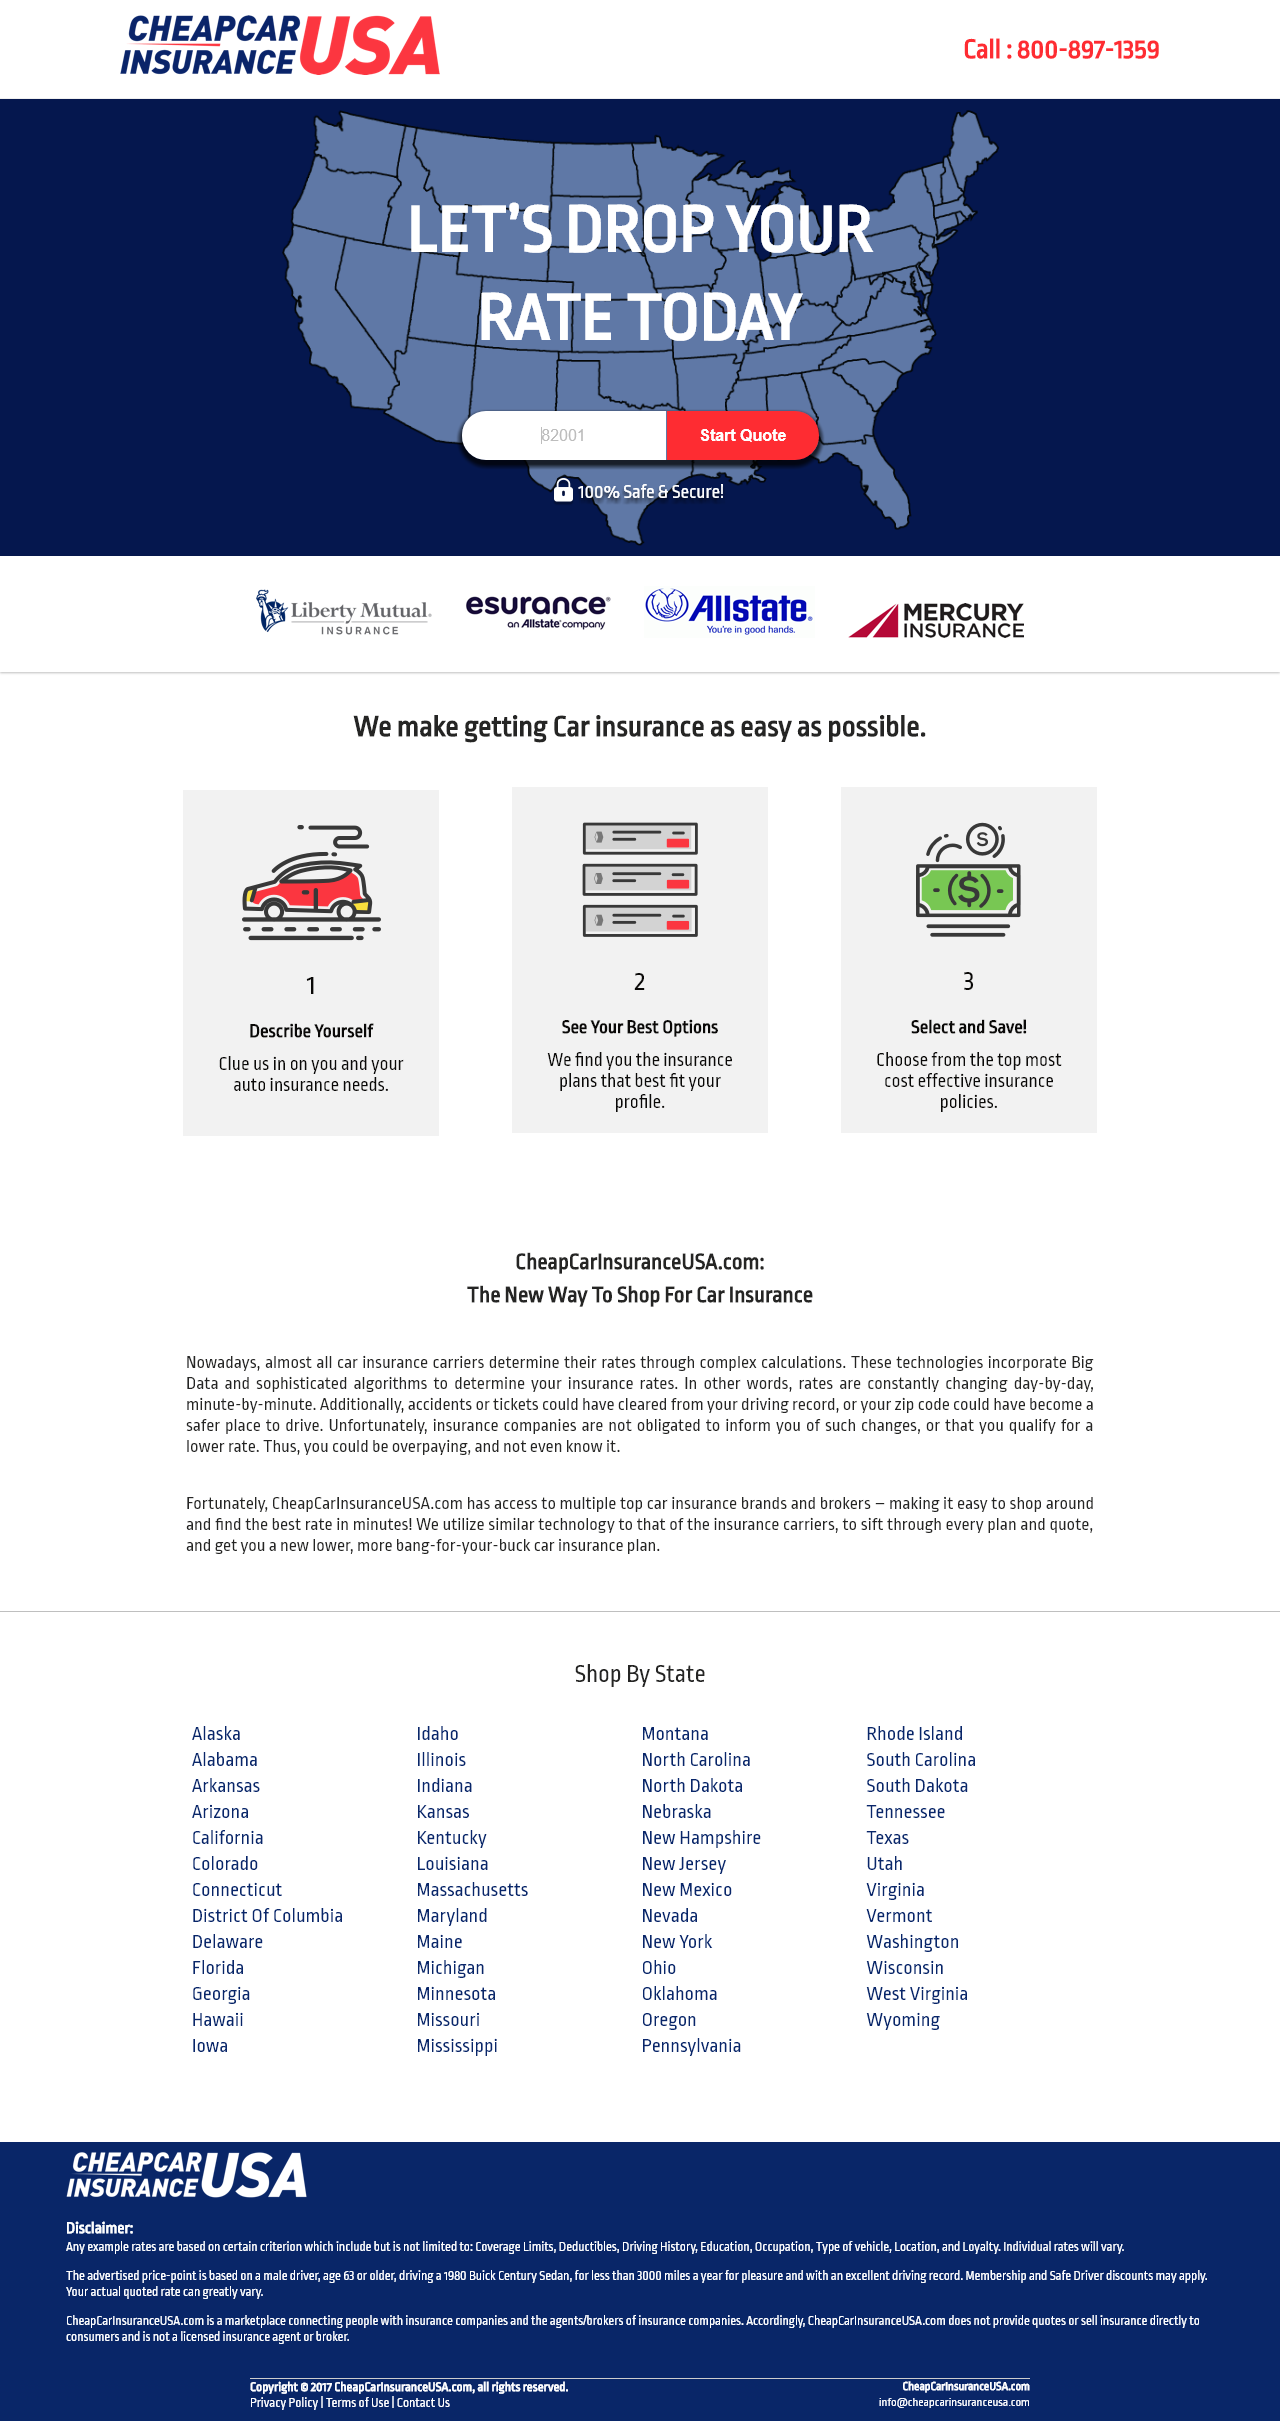 CHEAPCAR
INSURANCE USA
Call : 800-897-1359
LET'S DROP YOUR
RATE TODAY
82001
Start Quote
100% Safe & Secure!
Liberty Mutual®
INSURANCE
esurance®
an Allstate® company
Allstate®
You're in good hands.
MERCURY
INSURANCE
We make getting Car insurance as easy as possible.
1
Describe Yourself
Clue us in on you and your
auto insurance needs.
2
See Your Best Options
We find you the insurance
plans that best fit your
profile.
S
($)
3
Select and Save!
Choose from the top most
cost effective insurance
policies.
CheapCarInsuranceUSA.com:
The New Way To Shop For Car Insurance
Nowadays, almost all car insurance carriers determine their rates through complex calculations. These technologies incorporate Big
Data and sophisticated algorithms to determine your insurance rates. In other words, rates are constantly changing day-by-day,
minute-by-minute. Additionally, accidents or tickets could have cleared from your driving record, or your zip code could have become a
safer place to drive. Unfortunately, insurance companies are not obligated to inform you of such changes, or that you qualify for a
lower rate. Thus, you could be overpaying, and not even know it.
Fortunately, CheapCarInsuranceUSA.com has access to multiple top car insurance brands and brokers – making it easy to shop around
and find the best rate in minutes! We utilize similar technology to that of the insurance carriers, to sift through every plan and quote,
and get you a new lower, more bang-for-your-buck car insurance plan.
Shop By State
Alaska
Alabama
Arkansas
Arizona
California
Colorado
Connecticut
District Of Columbia
Delaware
Florida
Georgia
Hawaii
Iowa
Idaho
Illinois
Indiana
Kansas
Kentucky
Louisiana
Massachusetts
Maryland
Maine
Michigan
Minnesota
Missouri
Mississippi
Montana
North Carolina
North Dakota
Nebraska
New Hampshire
New Jersey
New Mexico
Nevada
New York
Ohio
Oklahoma
Oregon
Pennsylvania
Rhode Island
South Carolina
South Dakota
Tennessee
Texas
Utah
Virginia
Vermont
Washington
Wisconsin
West Virginia
Wyoming
CHEAPCAR
INSURANCE USA
Disclaimer:
Any example rates are based on certain criterion which include but is not limited to: Coverage Limits, Deductibles, Driving History, Education, Occupation, Type of vehicle, Location, and Loyalty. Individual rates will vary.
The advertised price-point is based on a male driver, age 63 or older, driving a 1980 Buick Century Sedan, for less than 3000 miles a year for pleasure and with an excellent driving record. Membership and Safe Driver discounts may apply.
Your actual quoted rate can greatly vary.
CheapCarInsuranceUSA.com is a marketplace connecting people with insurance companies and the agents/brokers of insurance companies. Accordingly, CheapCarInsuranceUSA.com does not provide quotes or sell insurance directly to
consumers and is not a licensed insurance agent or broker.
Copyright © 2017 CheapCarInsuranceUSA.com, all rights reserved.
Privacy Policy | Terms of Use | Contact Us
CheapCarInsuranceUSA.com
info@cheapcarinsuranceusa.com